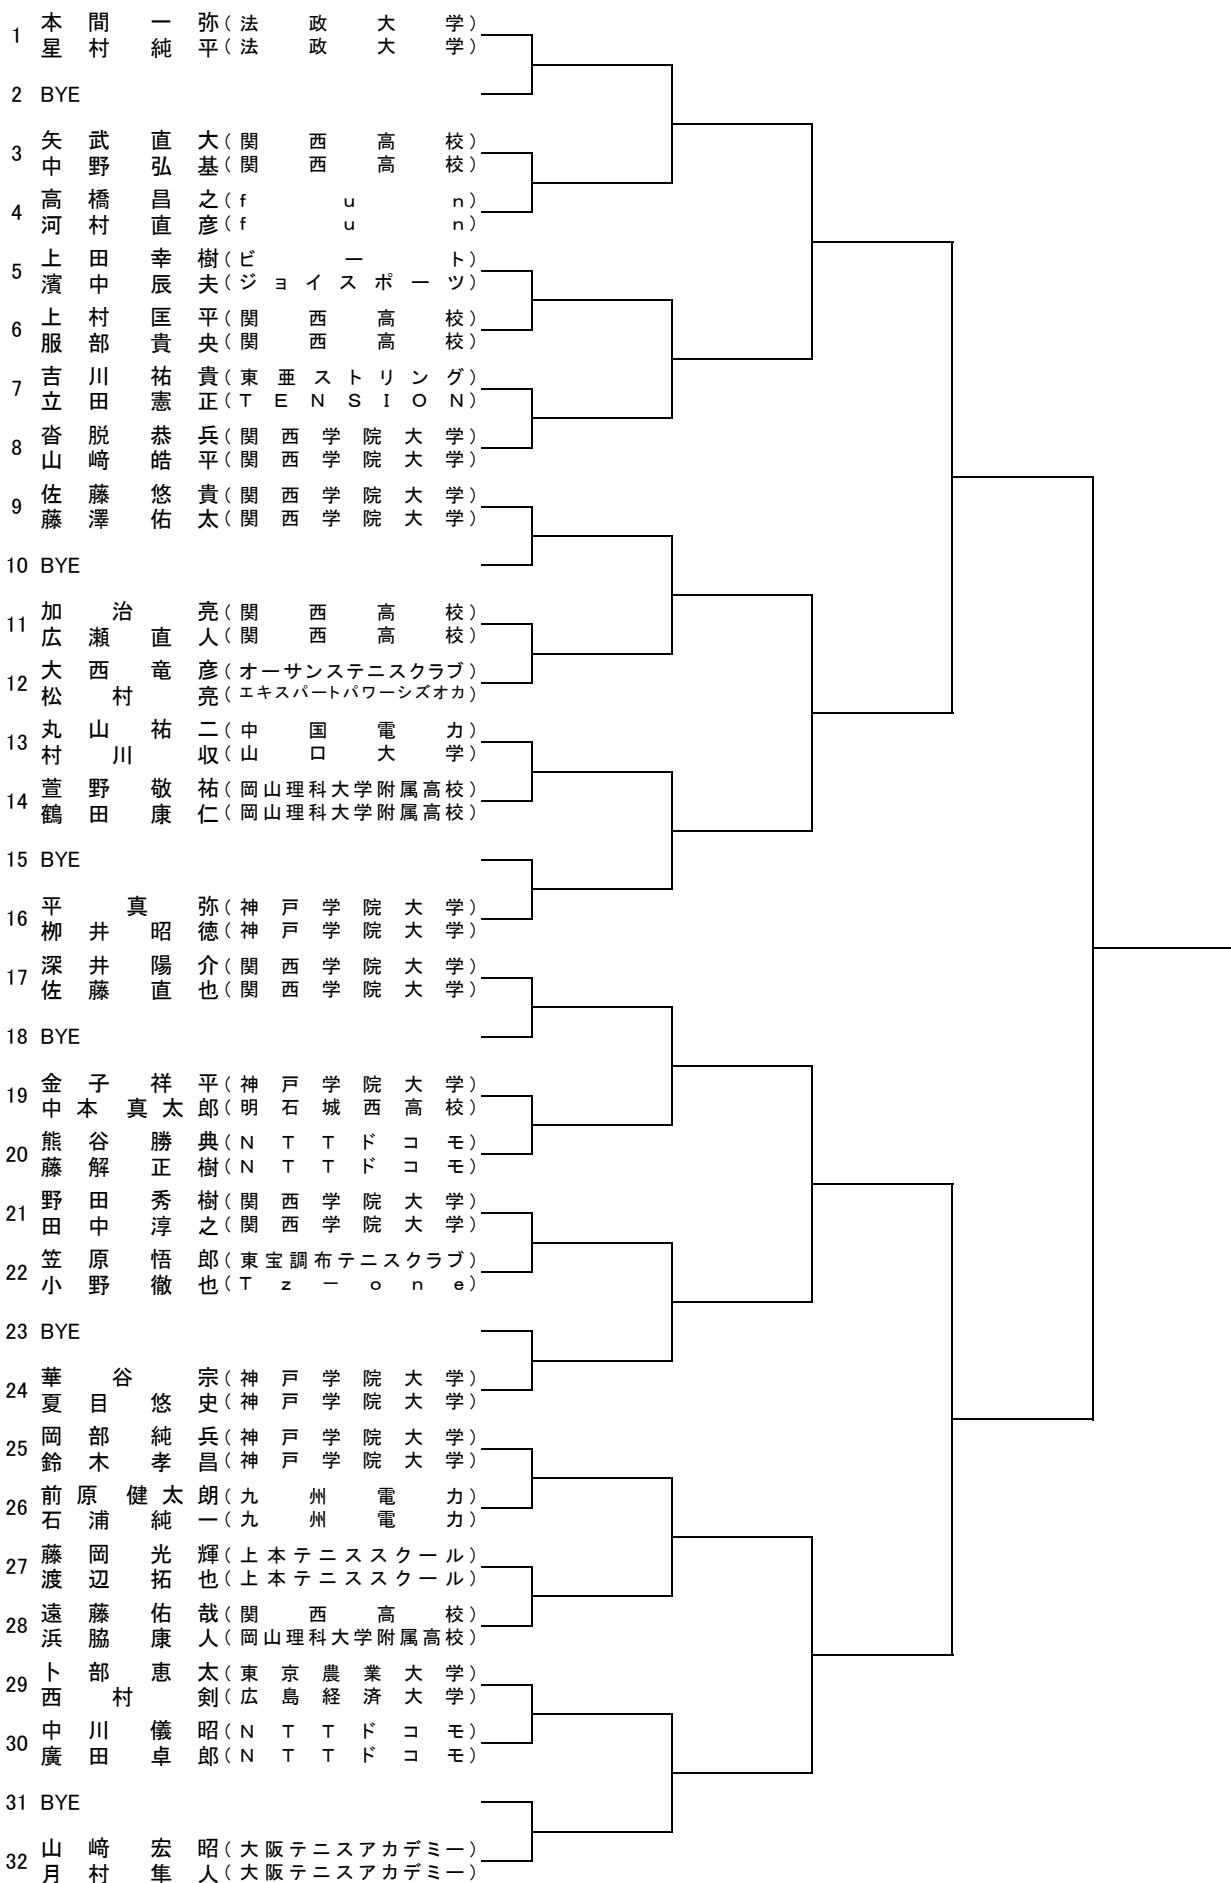 本間一弥(法政大学)
1
星村純平(法政大学)
2 BYE
矢武直大(関西高校)
3
中野弘基(関西高校)
高橋昌之(fun)
4
河村直彦(fun)
上田幸樹(ビート)
5
濱中辰夫(ジョイスポーツ)
上村匡平(関西高校)
6
服部貴央(関西高校)
吉川祐貴(東亜ストリング)
7
立田憲正(TENSION)
沓脱恭兵(関西学院大学)
8
山﨑皓平(関西学院大学)
佐藤悠貴(関西学院大学)
9
藤澤佑太(関西学院大学)
10 BYE
加治亮(関西高校)
11
広瀬直人(関西高校)
大西竜彦(オーサンステニスクラブ)
12
松村亮(エキスパートパワーシズオカ)
丸山祐二(中国電力)
13
村川収(山口大学)
萱野敬祐(岡山理科大学附属高校)
14
鶴田康仁(岡山理科大学附属高校)
15 BYE
平真弥(神戸学院大学)
16
栁井昭徳(神戸学院大学)
深井陽介(関西学院大学)
17
佐藤直也(関西学院大学)
18 BYE
金子祥平(神戸学院大学)
19
中本真太郎(明石城西高校)
熊谷勝典(NTTドコモ)
20
藤解正樹(NTTドコモ)
野田秀樹(関西学院大学)
21
田中淳之(関西学院大学)
笠原悟郎(東宝調布テニスクラブ)
22
小野徹也(Tz－one)
23 BYE
華谷宗(神戸学院大学)
24
夏目悠史(神戸学院大学)
岡部純兵(神戸学院大学)
25
鈴木孝昌(神戸学院大学)
前原健太朗(九州電力)
26
石浦純一(九州電力)
藤岡光輝(上本テニススクール)
27
渡辺拓也(上本テニススクール)
遠藤佑哉(関西高校)
28
浜脇康人(岡山理科大学附属高校)
卜部恵太(東京農業大学)
29
西村剣(広島経済大学)
中川儀昭(NTTドコモ)
30
廣田卓郎(NTTドコモ)
31 BYE
山﨑宏昭(大阪テニスアカデミー)
32
月村隼人(大阪テニスアカデミー)